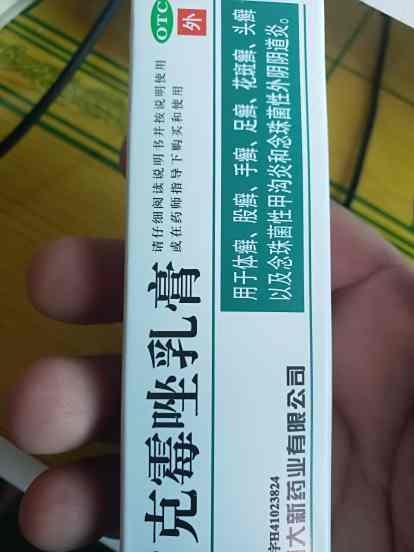 OTC
外
请仔细阅读说明书并按说明使用
或在药师指导下购买和使用
克霉唑乳膏
用于体癣、股癣、手癣、足癣、花斑癣、头癣、
以及念珠菌性甲沟炎和念珠菌性外阴阴道炎。
字H41023824
大新药业有限公司